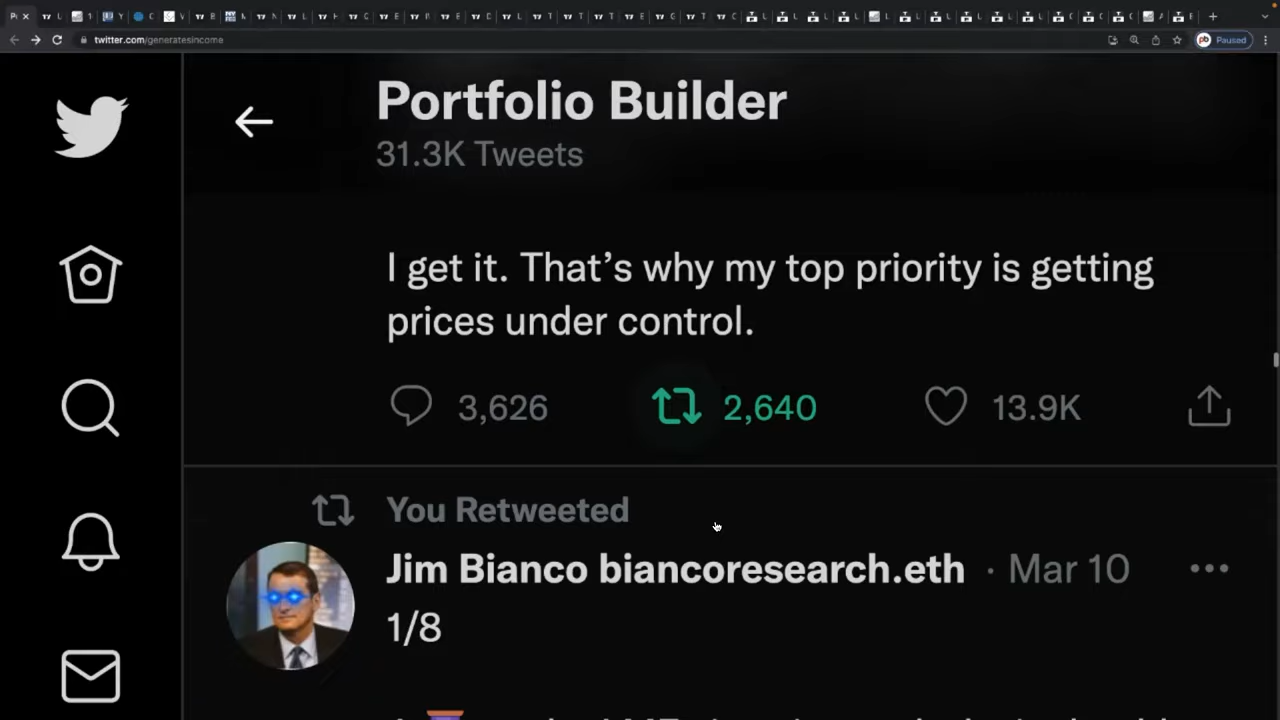 twitter.com/generatesincome
Paused
Portfolio Builder
31.3K Tweets
I get it. That’s why my top priority is getting
prices under control.
3,626 2,640 13.9K
You Retweeted
Jim Bianco biancoresearch.eth · Mar 10
1/8